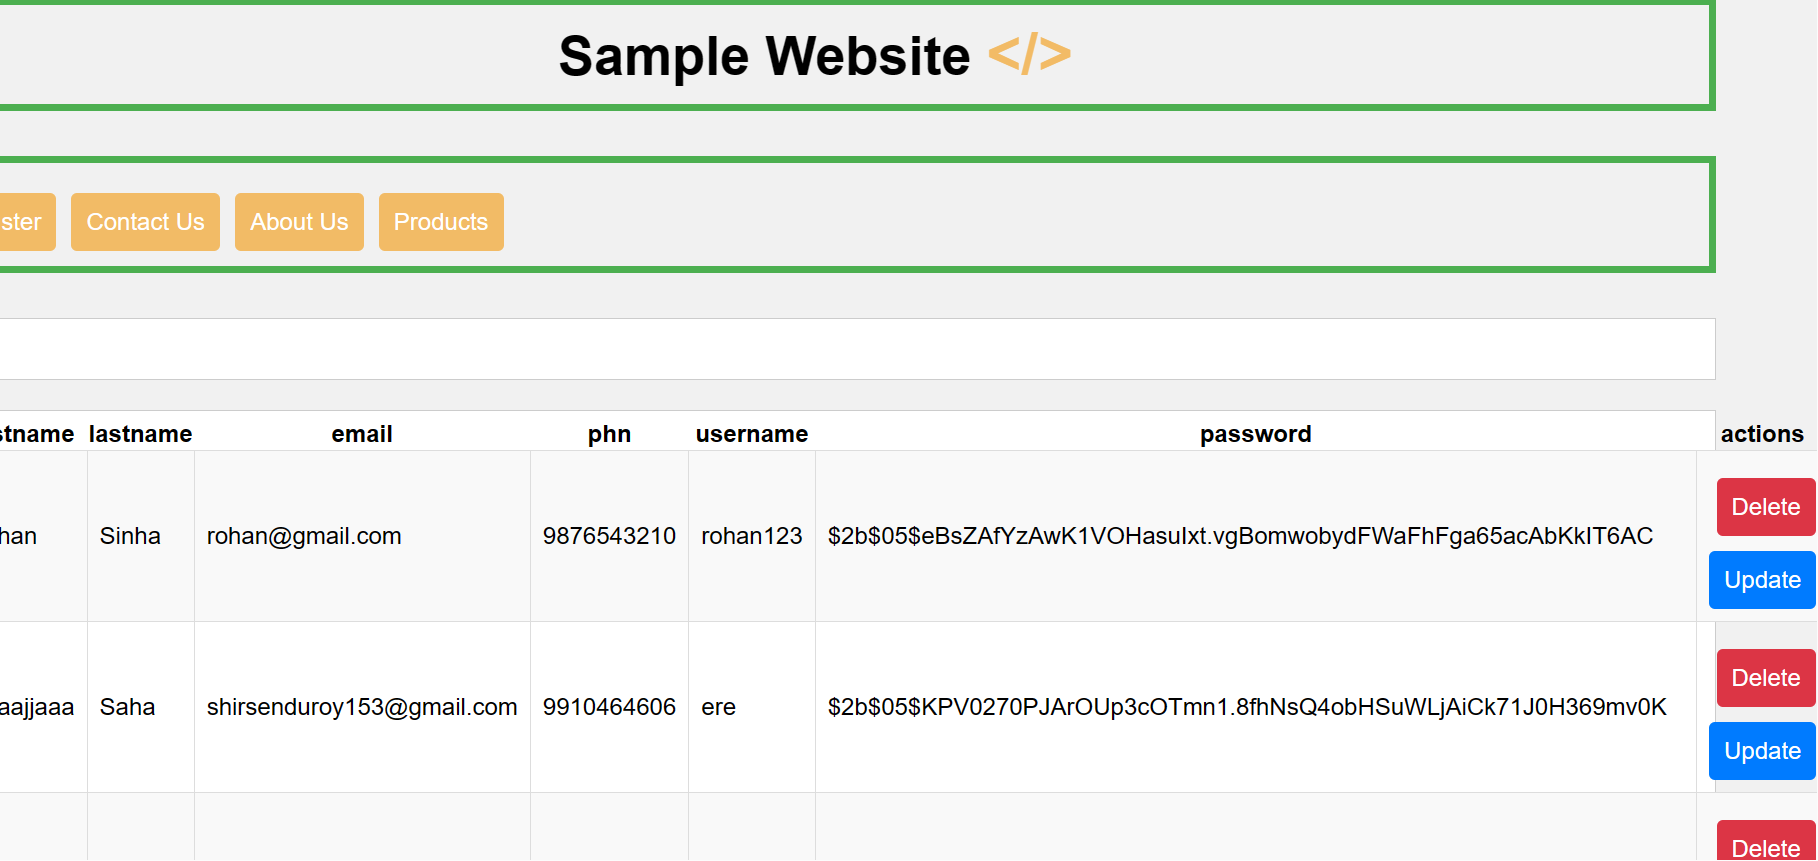 Sample Website </>
ster Contact Us About Us Products
stname lastname email phn username password actions
han Sinha rohan@gmail.com 9876543210 rohan123 $2b$05$eBsZAfYzAwK1VOHasuIxt.vgBomwobydFWaFhFga65acAbKkIT6AC Delete
Update
aajjaaa Saha shirsenduroy153@gmail.com 9910464606 ere $2b$05$KPV0270PJArOUp3cOTmn1.8fhNsQ4obHSuWLjAiCk71J0H369mv0K Delete
Update
Delete